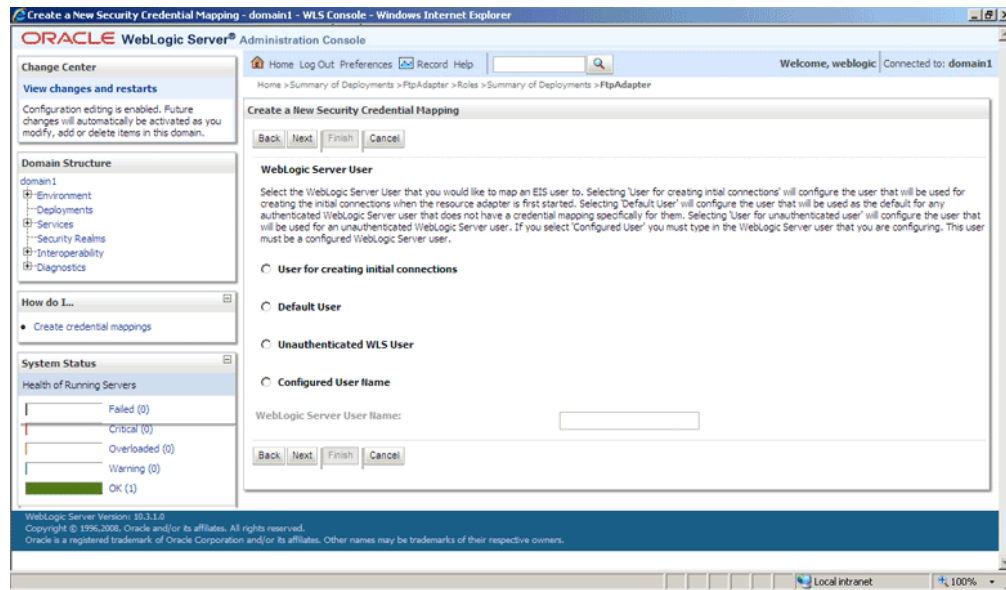 Create a New Security Credential Mapping - domain1 - WLS Console - Windows Internet Explorer
ORACLE WebLogic Server® Administration Console
Change Center
View changes and restarts
Configuration editing is enabled. Future
changes will automatically be activated as you
modify, add or delete items in this domain.
Domain Structure
domain1
Environment
Deployments
Services
Security Realms
Interoperability
Diagnostics
How do I...
Create credential mappings
System Status
Health of Running Servers
Failed (0)
Critical (0)
Overloaded (0)
Warning (0)
OK (1)
Home Log Out Preferences Record Help
Welcome, weblogic Connected to: domain1
Home >Summary of Deployments >FtpAdapter >Roles >Summary of Deployments >FtpAdapter
Create a New Security Credential Mapping
Back Next Finish Cancel
WebLogic Server User
Select the WebLogic Server User that you would like to map an EIS user to. Selecting 'User for creating intial connections' will configure the user that will be used for
creating the initial connections when the resource adapter is first started. Selecting 'Default User' will configure the user that will be used as the default for any
authenticated WebLogic Server user that does not have a credential mapping specifically for them. Selecting 'User for unauthenticated user' will configure the user that
will be used for an unauthenticated WebLogic Server user. If you select 'Configured User' you must type in the WebLogic Server user that you are configuring. This user
must be a configured WebLogic Server user.
User for creating initial connections
Default User
Unauthenticated WLS User
Configured User Name
WebLogic Server User Name:
Back Next Finish Cancel
WebLogic Server Version: 10.3.1.0
Copyright © 1996,2008, Oracle and/or its affiliates. All rights reserved.
Oracle is a registered trademark of Oracle Corporation and/or its affiliates. Other names may be trademarks of their respective owners.
Local intranet
100%